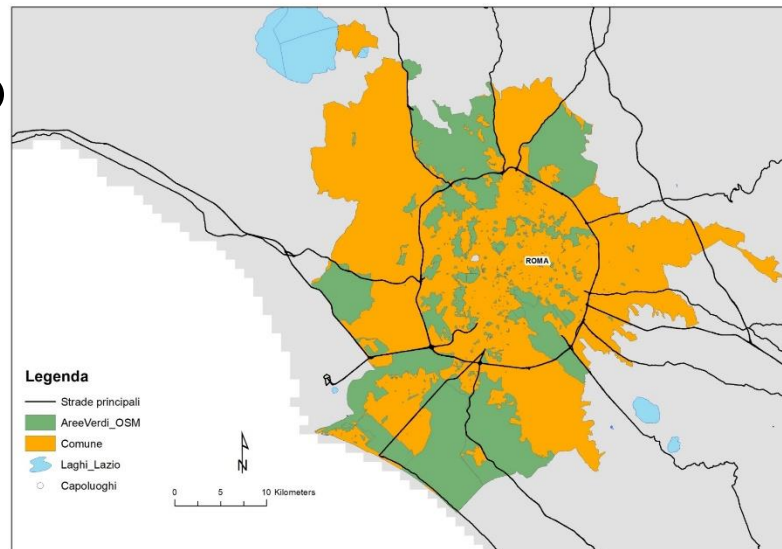 ROMA
Legenda
Strade principali
AreeVerdi_OSM
Comune
Laghi_Lazio
Capoluoghi
N
0 5 10 Kilometers